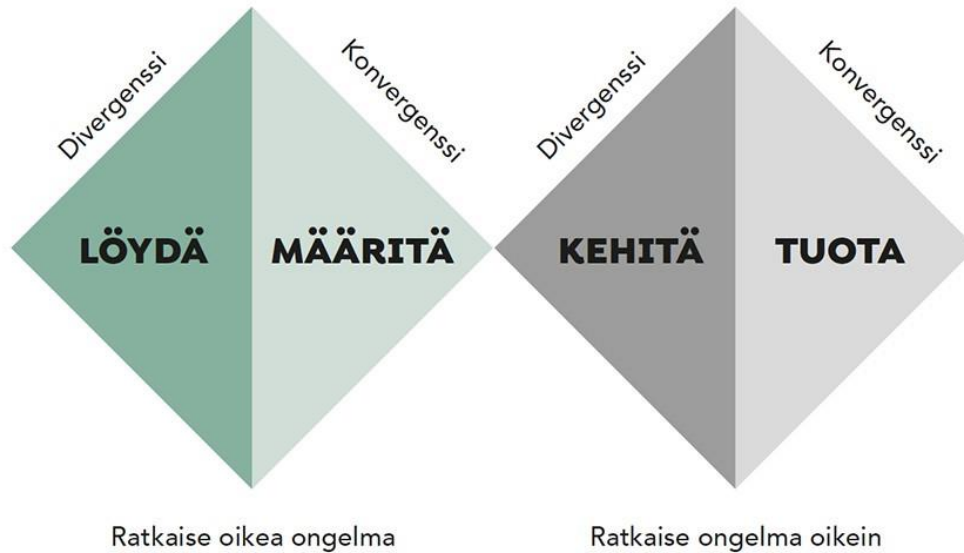 Divergenssi
Konvergenssi
Divergenssi
Konvergenssi
LÖYDÄ
MÄÄRITÄ
KEHITÄ
TUOTA
Ratkaise oikea ongelma
Ratkaise ongelma oikein